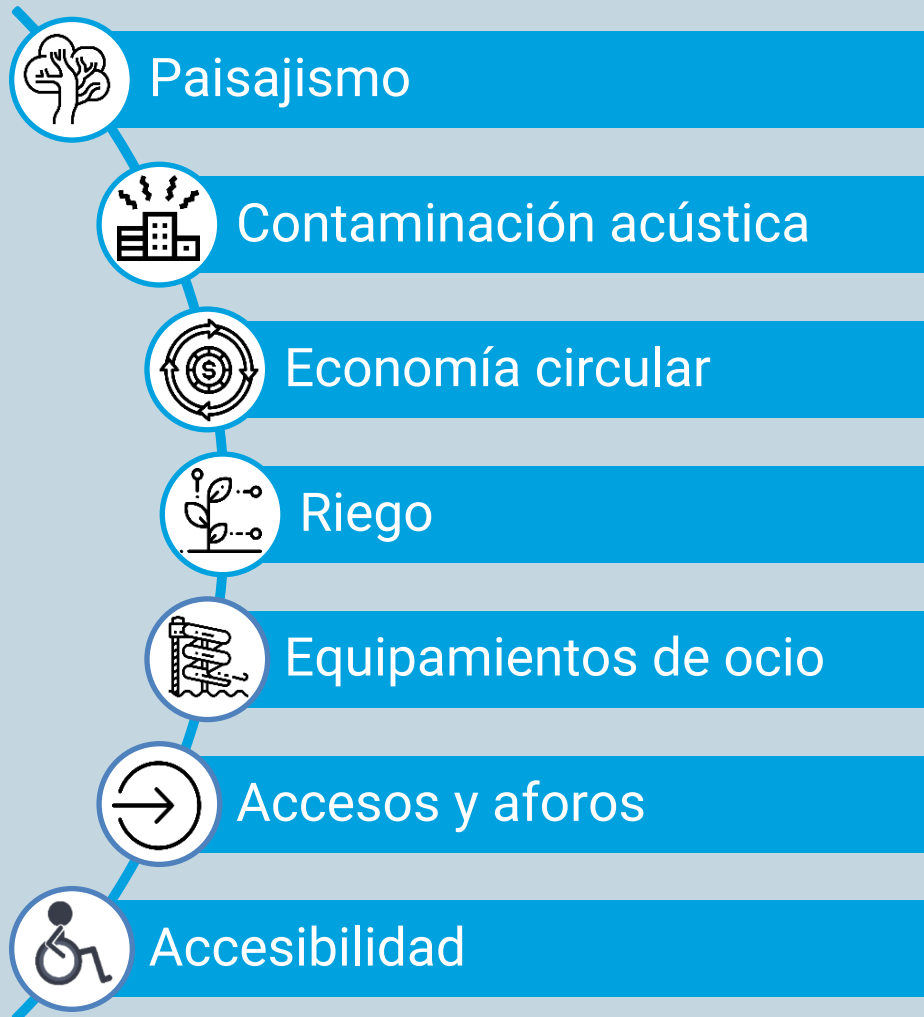 Paisajismo
Contaminación acústica
Economía circular
Riego
Equipamientos de ocio
Accesos y aforos
Accesibilidad